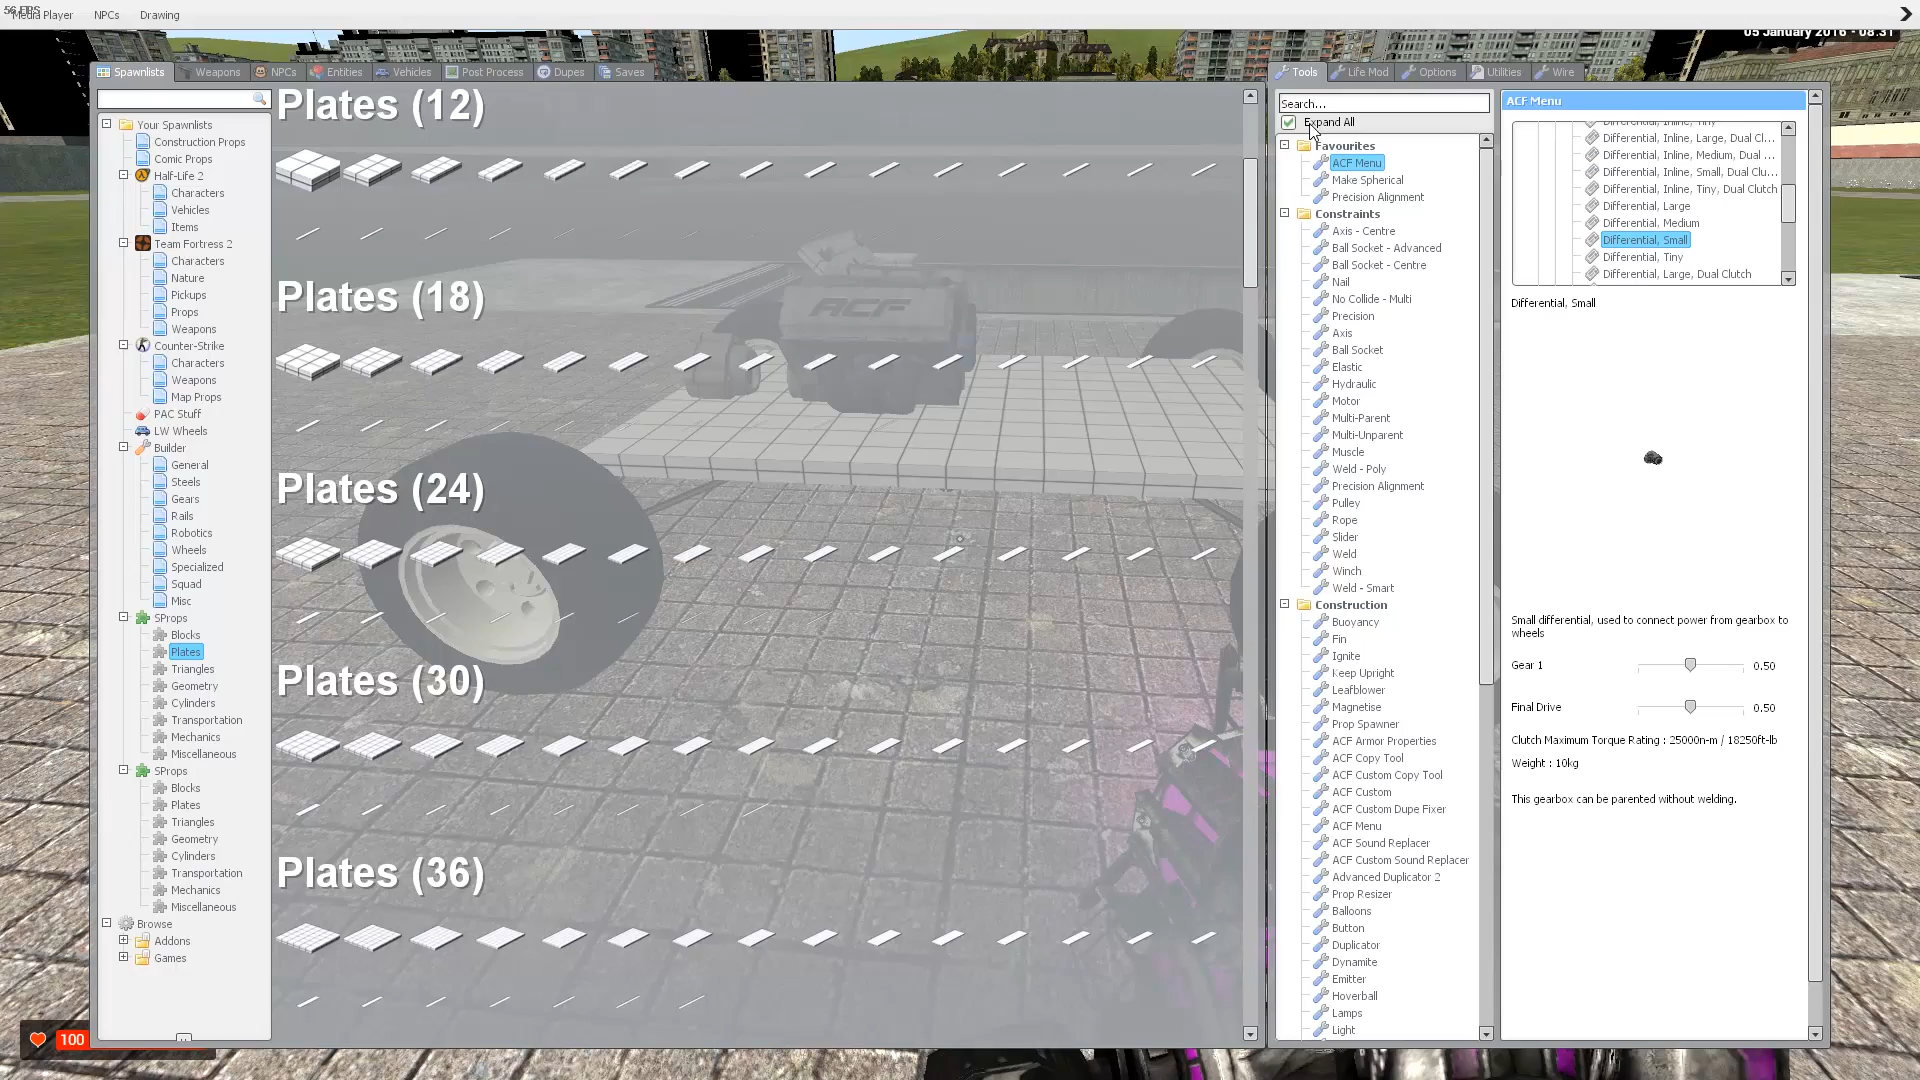 56 FPS
Media Player NPCs Drawing
05 January 2016 - 08:31
Spawnlists Weapons NPCs Entities Vehicles Post Process Dupes Saves
Your Spawnlists
Construction Props
Comic Props
Half-Life 2
Characters
Vehicles
Items
Team Fortress 2
Characters
Nature
Pickups
Props
Weapons
Counter-Strike
Characters
Weapons
Map Props
PAC Stuff
LW Wheels
Builder
General
Steels
Gears
Rails
Robotics
Wheels
Specialized
Squad
Misc
SProps
Blocks
Plates
Triangles
Geometry
Cylinders
Transportation
Mechanics
Miscellaneous
SProps
Blocks
Plates
Triangles
Geometry
Cylinders
Transportation
Mechanics
Miscellaneous
Browse
Addons
Games
100
Plates (12)
Plates (18)
ACF
Plates (24)
Plates (30)
Plates (36)
Tools Life Mod Options Utilities Wire
Search...
Expand All
Favourites
ACF Menu
Make Spherical
Precision Alignment
Constraints
Axis - Centre
Ball Socket - Advanced
Ball Socket - Centre
Nail
No Collide - Multi
Precision
Axis
Ball Socket
Elastic
Hydraulic
Motor
Multi-Parent
Multi-Unparent
Muscle
Weld - Poly
Precision Alignment
Pulley
Rope
Slider
Weld
Winch
Weld - Smart
Construction
Buoyancy
Fin
Ignite
Keep Upright
Leafblower
Magnetise
Prop Spawner
ACF Armor Properties
ACF Copy Tool
ACF Custom Copy Tool
ACF Custom
ACF Custom Dupe Fixer
ACF Menu
ACF Sound Replacer
ACF Custom Sound Replacer
Advanced Duplicator 2
Prop Resizer
Balloons
Button
Duplicator
Dynamite
Emitter
Hoverball
Lamps
Light
ACF Menu
Differential, Inline, Tiny
Differential, Inline, Large, Dual Cl...
Differential, Inline, Medium, Dual ...
Differential, Inline, Small, Dual Clu...
Differential, Inline, Tiny, Dual Clutch
Differential, Large
Differential, Medium
Differential, Small
Differential, Tiny
Differential, Large, Dual Clutch
Differential, Small
Small differential, used to connect power from gearbox to
wheels
Gear 1 0.50
Final Drive 0.50
Clutch Maximum Torque Rating : 25000n-m / 18250ft-lb
Weight : 10kg
This gearbox can be parented without welding.